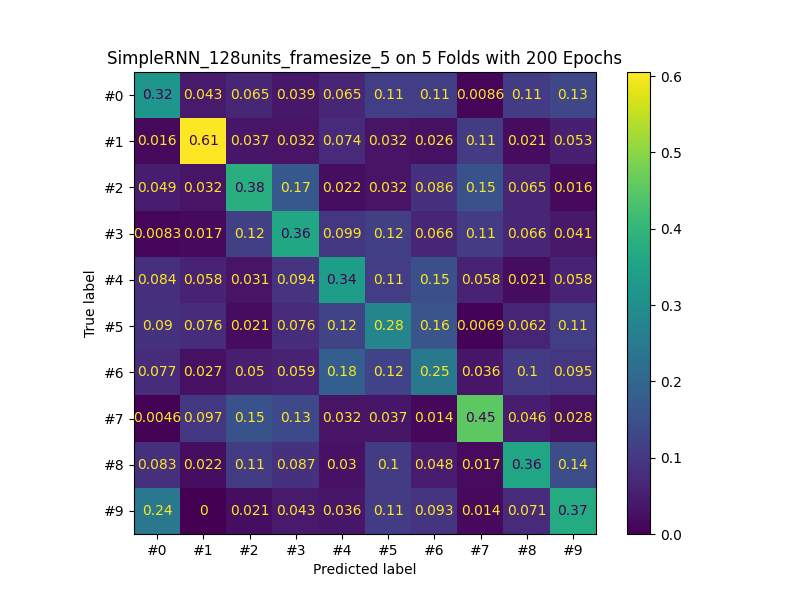 SimpleRNN_128units_framesize_5 on 5 Folds with 200 Epochs
#0 0.32 0.043 0.065 0.039 0.065 0.11 0.11 0.0086 0.11 0.13
#1 0.016 0.61 0.037 0.032 0.074 0.032 0.026 0.11 0.021 0.053
#2 0.049 0.032 0.38 0.17 0.022 0.032 0.086 0.15 0.065 0.016
#3 0.0083 0.017 0.12 0.36 0.099 0.12 0.066 0.11 0.066 0.041
#4 0.084 0.058 0.031 0.094 0.34 0.11 0.15 0.058 0.021 0.058
#5 0.09 0.076 0.021 0.076 0.12 0.28 0.16 0.0069 0.062 0.11
#6 0.077 0.027 0.05 0.059 0.18 0.12 0.25 0.036 0.1 0.095
#7 0.0046 0.097 0.15 0.13 0.032 0.037 0.014 0.45 0.046 0.028
#8 0.083 0.022 0.11 0.087 0.03 0.1 0.048 0.017 0.36 0.14
#9 0.24 0 0.021 0.043 0.036 0.11 0.093 0.014 0.071 0.37
#0 #1 #2 #3 #4 #5 #6 #7 #8 #9
Predicted label
True label
0.6
0.5
0.4
0.3
0.2
0.1
0.0